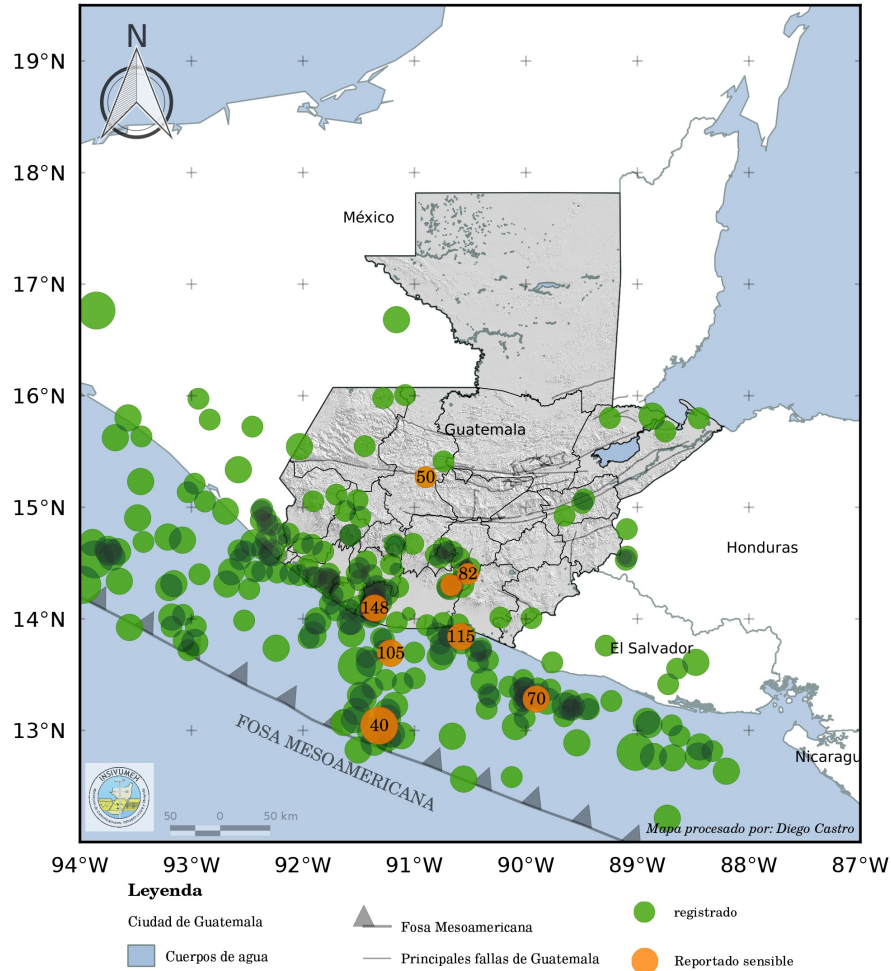 N
19°N
18°N
México
17°N
16°N
Guatemala
50
15°N
Honduras
82
148
14°N
115
105
El Salvador
70
40
13°N
FOSA MESOAMERICANA
Nicaragu
INSIVUMEH
50 0 50 km
Mapa procesado por: Diego Castro
94°W 93°W 92°W 91°W 90°W 89°W 88°W 87°W
Leyenda
Ciudad de Guatemala
Fosa Mesoamericana
registrado
Cuerpos de agua
Principales fallas de Guatemala
Reportado sensible